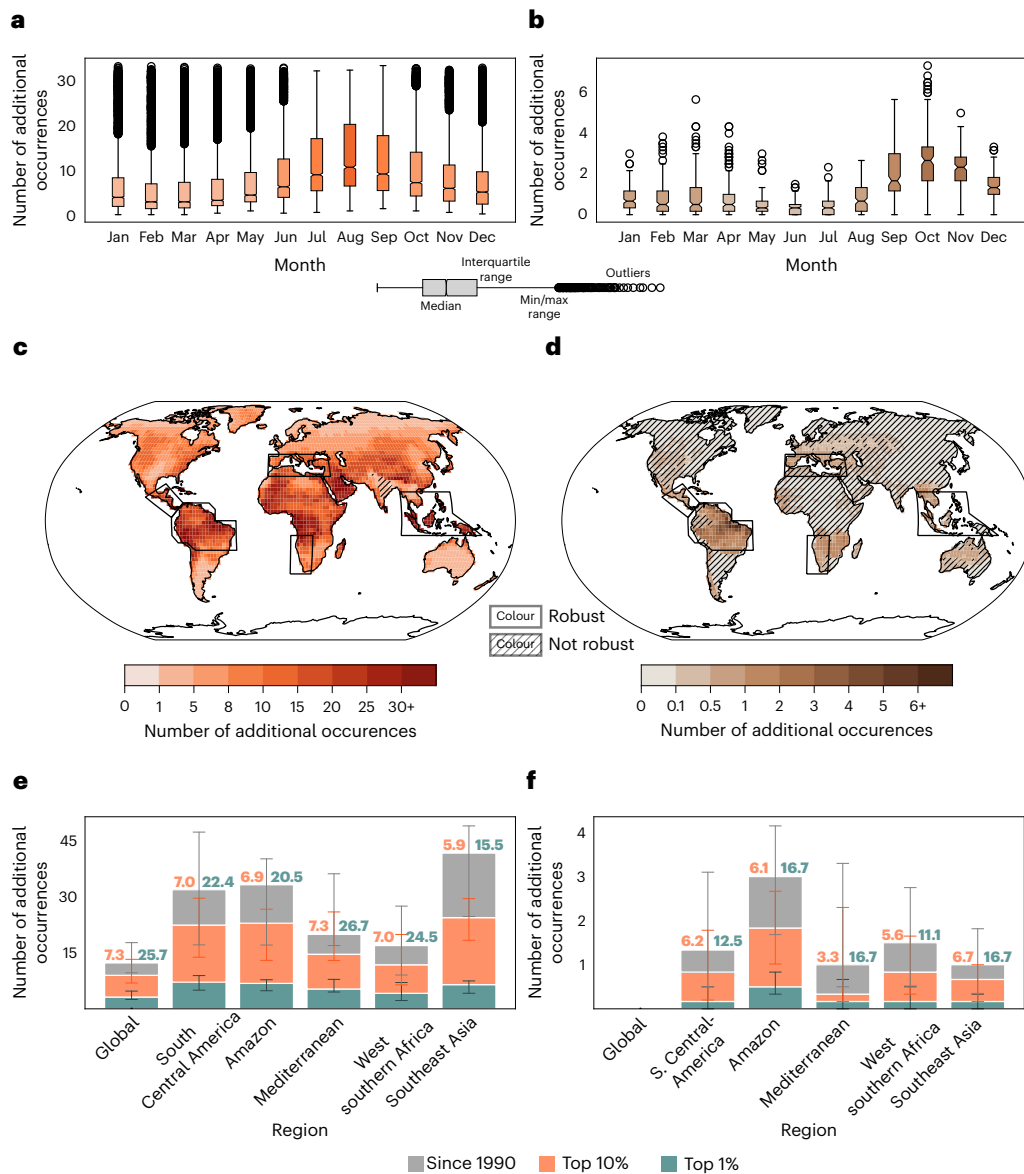 a
Number of additional
occurrences
30
20
10
0
Jan Feb Mar Apr May Jun Jul Aug Sep Oct Nov Dec
Month
b
Number of additional
occurrences
6
4
2
0
Jan Feb Mar Apr May Jun Jul Aug Sep Oct Nov Dec
Month
Interquartile
range
Outliers
Median
Min/max
range
c
d
Colour Robust
Colour Not robust
0 1 5 8 10 15 20 25 30+
Number of additional occurences
0 0.1 0.5 1 2 3 4 5 6+
Number of additional occurences
e
Number of additional
occurrences
45
30
15
7.3 25.7
7.0 22.4
6.9 20.5
7.3 26.7
7.0 24.5
5.9 15.5
Global
South
Central America
Amazon
Mediterranean
West
southern Africa
Southeast Asia
Region
f
Number of additional
occurrences
4
3
2
1
6.2 12.5
6.1 16.7
3.3 16.7
5.6 11.1
6.7 16.7
Global
S. Central-
America
Amazon
Mediterranean
West
southern Africa
Southeast Asia
Region
Since 1990 Top 10% Top 1%